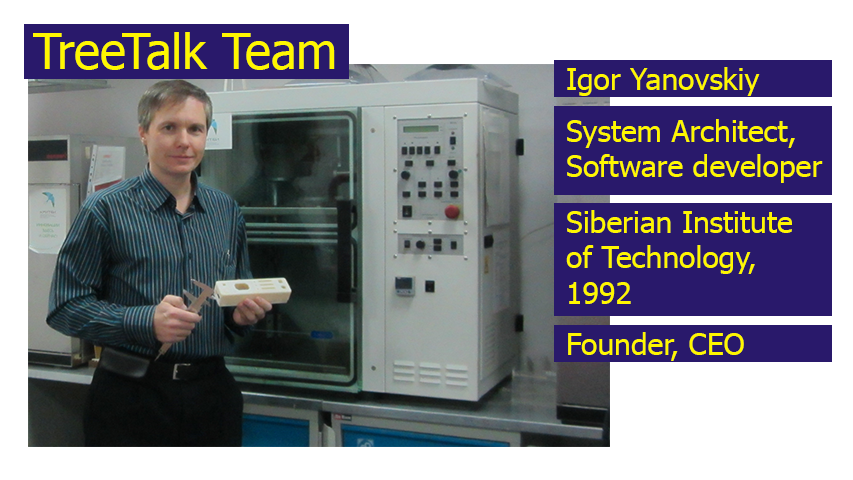 TreeTalk Team
Igor Yanovskiy
System Architect,
Software developer
Siberian Institute
of Technology,
1992
Founder, CEO